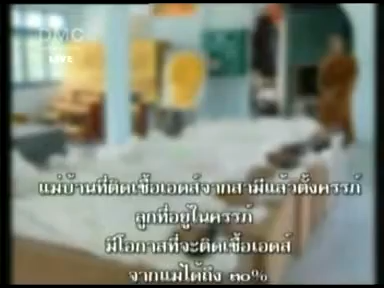 DMC
LIVE
แม่บ้านที่ติดเชื้อเอดส์จากสามีแล้วตั้งครรภ์
ลูกที่อยู่ในครรภ์
มีโอกาสที่จะติดเชื้อเอดส์
จากแม่ได้ถึง ๓๐%